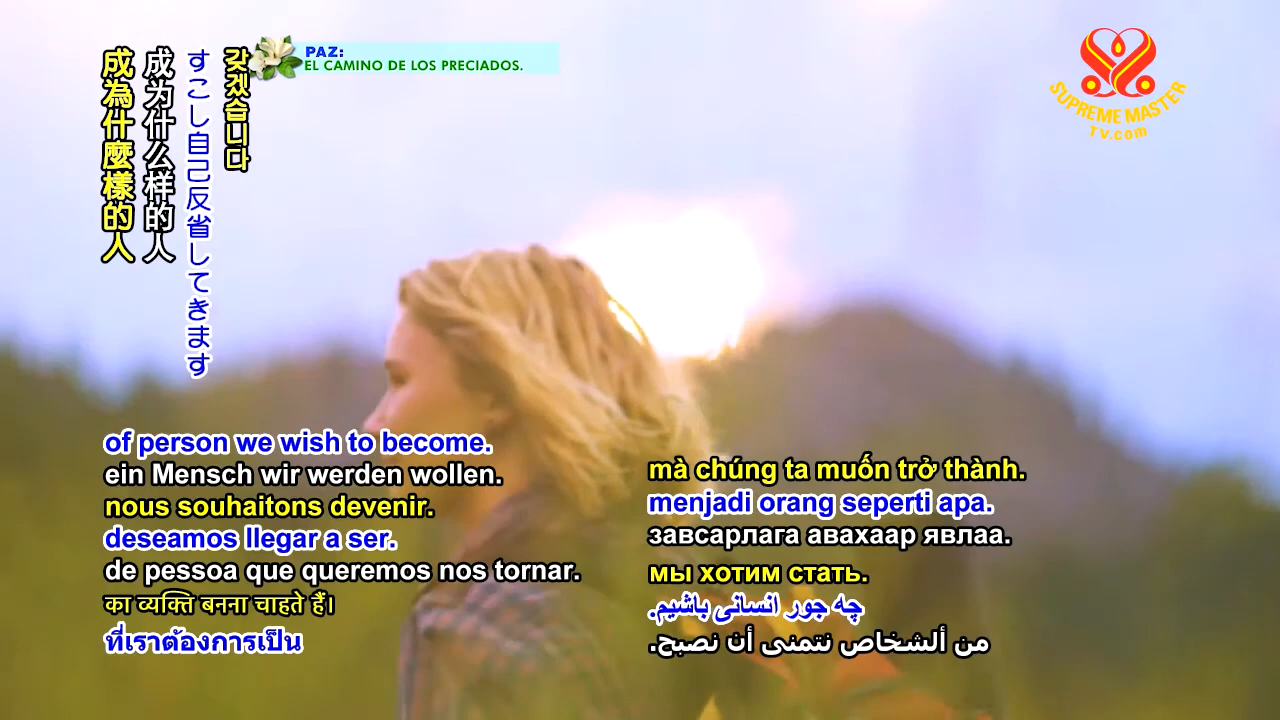 갖겠습니다
すこし自己反省してきます
成为什么样的人
成為什麼樣的人
PAZ:
EL CAMINO DE LOS PRECIADOS.
SUPREME MASTER
TV.com
of person we wish to become.
ein Mensch wir werden wollen.
nous souhaitons devenir.
deseamos llegar a ser.
de pessoa que queremos nos tornar.
का व्यक्ति बनना चाहते हैं।
ที่เราต้องการเป็น
mà chúng ta muốn trở thành.
menjadi orang seperti apa.
завсарлага авахаар явлаа.
мы хотим стать.
چه جور انسانی باشیم.
من ألشخاص نتمنى أن نصبح.